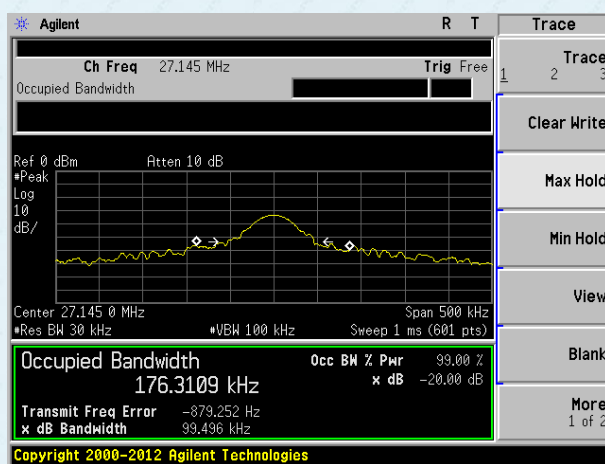 Agilent R T Trace
Ch Freq 27.145 MHz Trig Free
Occupied Bandwidth
Trace
1 2 3
Clear Write
Max Hold
Min Hold
View
Blank
More
1 of 2
Ref 0 dBm Atten 10 dB
#Peak
Log
10
dB/
Center 27.145 0 MHz Span 500 kHz
#Res BW 30 kHz #VBW 100 kHz Sweep 1 ms (601 pts)
Occupied Bandwidth Occ BW % Pwr 99.00 %
176.3109 kHz x dB -20.00 dB
Transmit Freq Error -879.252 Hz
x dB Bandwidth 99.496 kHz
Copyright 2000-2012 Agilent Technologies